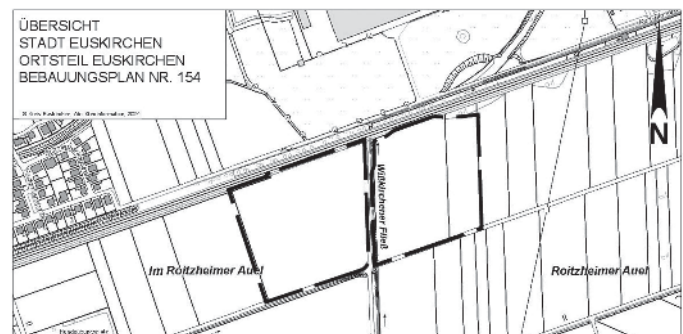 ÜBERSICHT
STADT EUSKIRCHEN
ORTSTEIL EUSKIRCHEN
BEBAUUNGSPLAN NR. 154
N
Wißkirchener Fließ
Im Roitzheimer Auel
Roitzheimer Auel